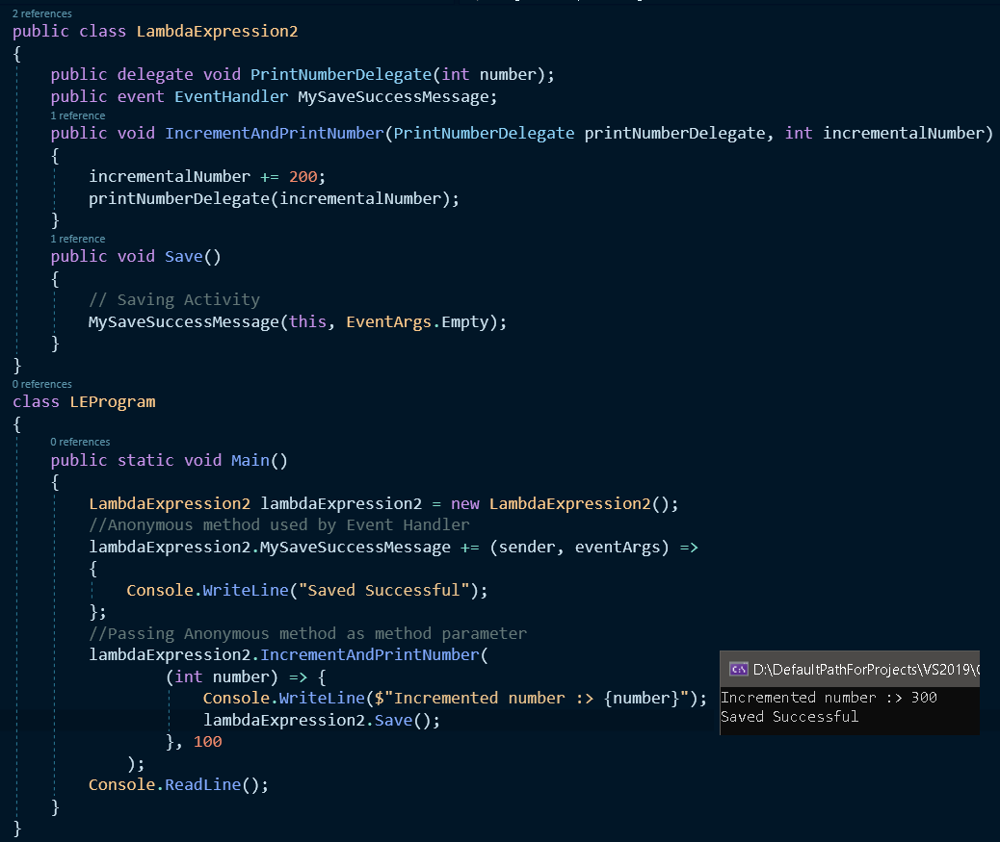 2 references
public class LambdaExpression2
{
public delegate void PrintNumberDelegate(int number);
public event EventHandler MySaveSuccessMessage;
1 reference
public void IncrementAndPrintNumber(PrintNumberDelegate printNumberDelegate, int incrementalNumber)
{
incrementalNumber += 200;
printNumberDelegate(incrementalNumber);
}
1 reference
public void Save()
{
// Saving Activity
MySaveSuccessMessage(this, EventArgs.Empty);
}
}
0 references
class LEProgram
{
0 references
public static void Main()
{
LambdaExpression2 lambdaExpression2 = new LambdaExpression2();
//Anonymous method used by Event Handler
lambdaExpression2.MySaveSuccessMessage += (sender, eventArgs) =>
{
Console.WriteLine("Saved Successful");
};
//Passing Anonymous method as method parameter
lambdaExpression2.IncrementAndPrintNumber(
(int number) => {
Console.WriteLine($"Incremented number :> {number}");
lambdaExpression2.Save();
}, 100
);
Console.ReadLine();
}
}
D:\DefaultPathForProjects\VS2019\
Incremented number :> 300
Saved Successful